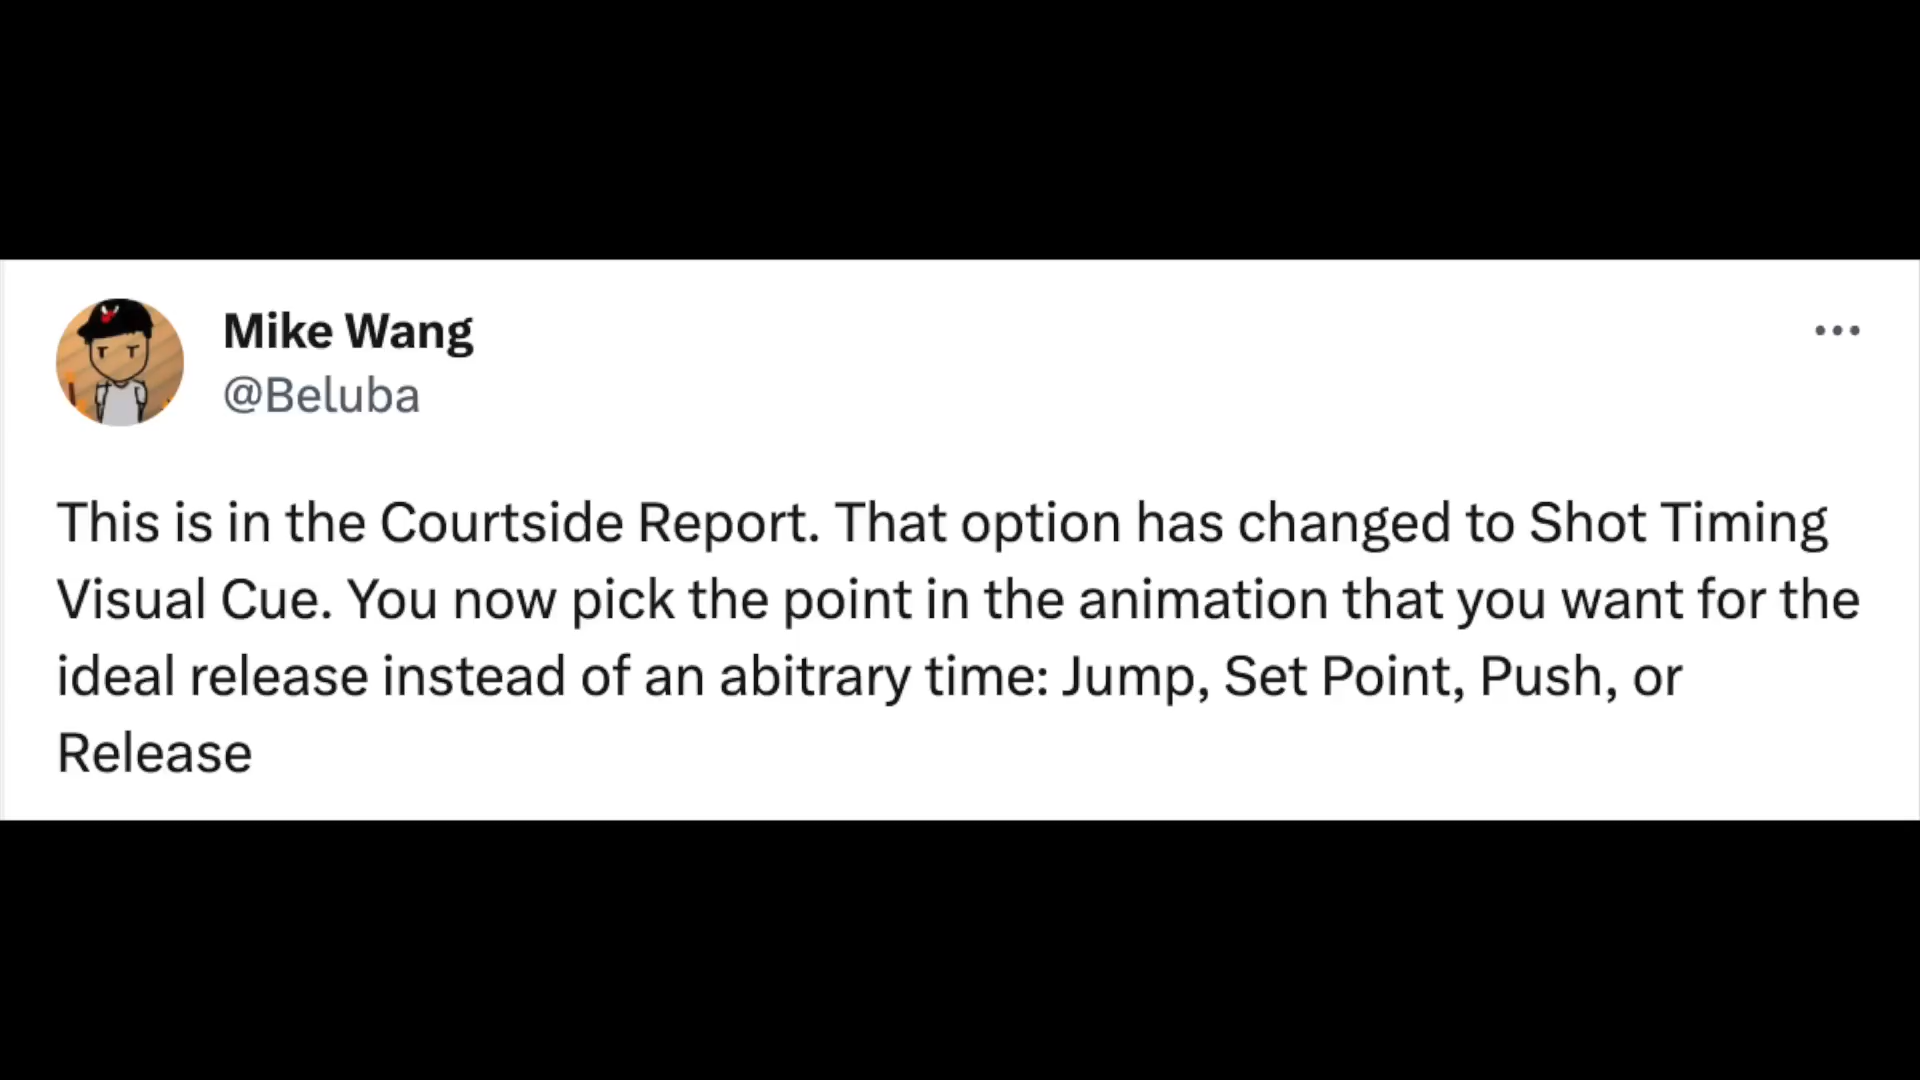 Mike Wang
@Beluba
This is in the Courtside Report. That option has changed to Shot Timing
Visual Cue. You now pick the point in the animation that you want for the
ideal release instead of an abitrary time: Jump, Set Point, Push, or
Release